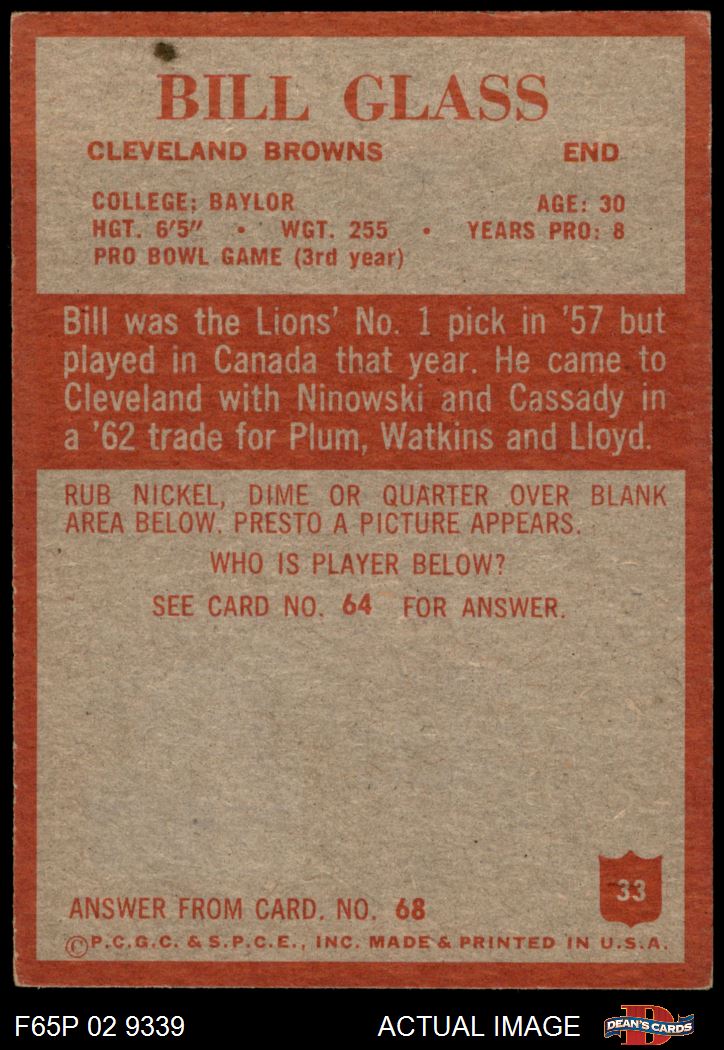 BILL GLASS
CLEVELAND BROWNS END
COLLEGE: BAYLOR AGE: 30
HGT. 6'5" • WGT. 255 • YEARS PRO: 8
PRO BOWL GAME (3rd year)
Bill was the Lions' No. 1 pick in '57 but
played in Canada that year. He came to
Cleveland with Ninowski and Cassady in
a '62 trade for Plum, Watkins and Lloyd.
RUB NICKEL, DIME OR QUARTER OVER BLANK
AREA BELOW. PRESTO A PICTURE APPEARS.
WHO IS PLAYER BELOW?
SEE CARD NO. 64 FOR ANSWER.
33
ANSWER FROM CARD. NO. 68
©P.C.G.C. & S.P.C.E., INC. MADE & PRINTED IN U.S.A.
F65P 02 9339 ACTUAL IMAGE
D
DEAN'S CARDS